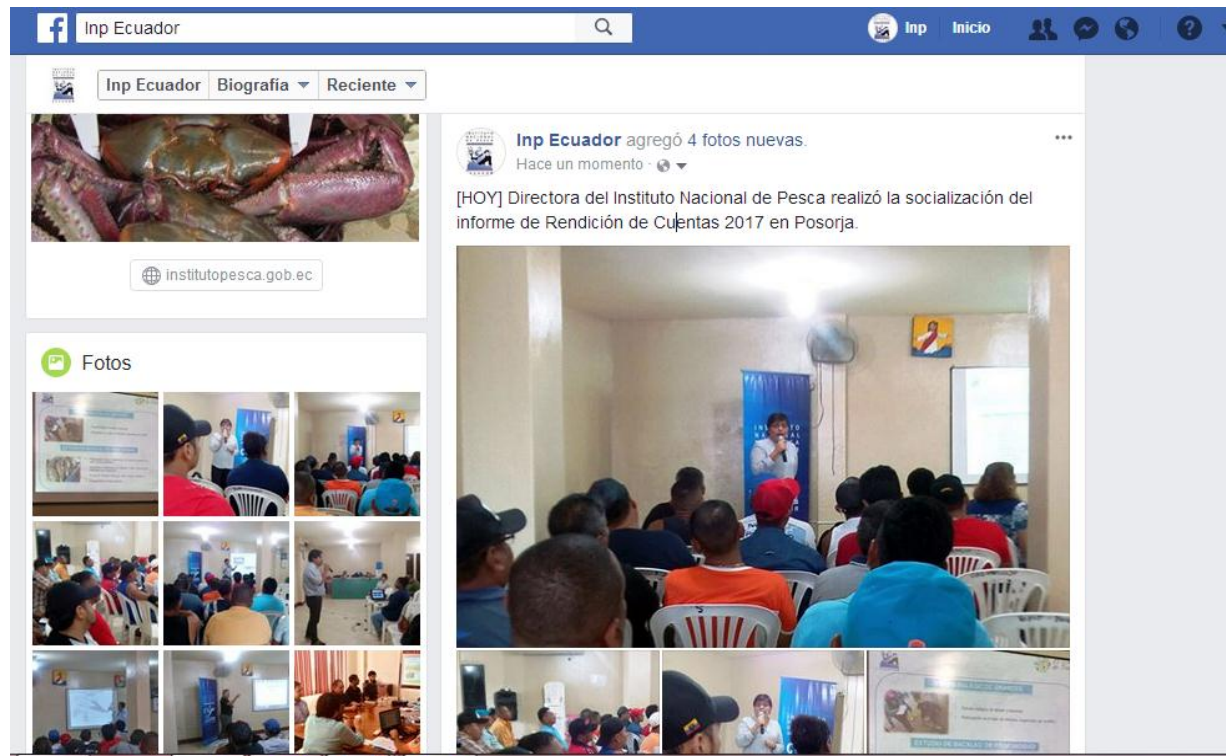 Inp Ecuador
Inp
Inicio
Inp Ecuador
Biografía
Reciente
Inp Ecuador agregó 4 fotos nuevas.
Hace un momento ·
[HOY] Directora del Instituto Nacional de Pesca realizó la socialización del
informe de Rendición de Cuentas 2017 en Posorja.
institutopesca.gob.ec
Fotos
INSTITUTO
NACIONAL